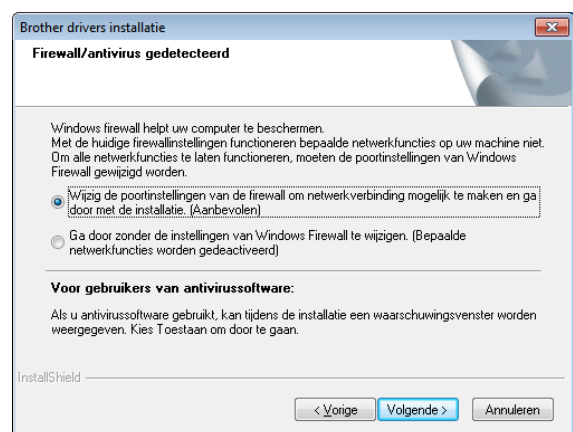 Brother drivers installatie
Firewall/antivirus gedetecteerd
Windows firewall helpt uw computer te beschermen.
Met de huidige firewallinstellingen functioneren bepaalde netwerkfuncties op uw machine niet.
Om alle netwerkfuncties te laten functioneren, moeten de poortinstellingen van Windows
Firewall gewijzigd worden.
Wijzig de poortinstellingen van de firewall om netwerkverbinding mogelijk te maken en ga
door met de installatie. (Aanbevolen)
Ga door zonder de instellingen van Windows Firewall te wijzigen. (Bepaalde
netwerkfuncties worden gedeactiveerd)
Voor gebruikers van antivirussoftware:
Als u antivirussoftware gebruikt, kan tijdens de installatie een waarschuwingsvenster worden
weergegeven. Kies Toestaan om door te gaan.
InstallShield
< Vorige Volgende > Annuleren